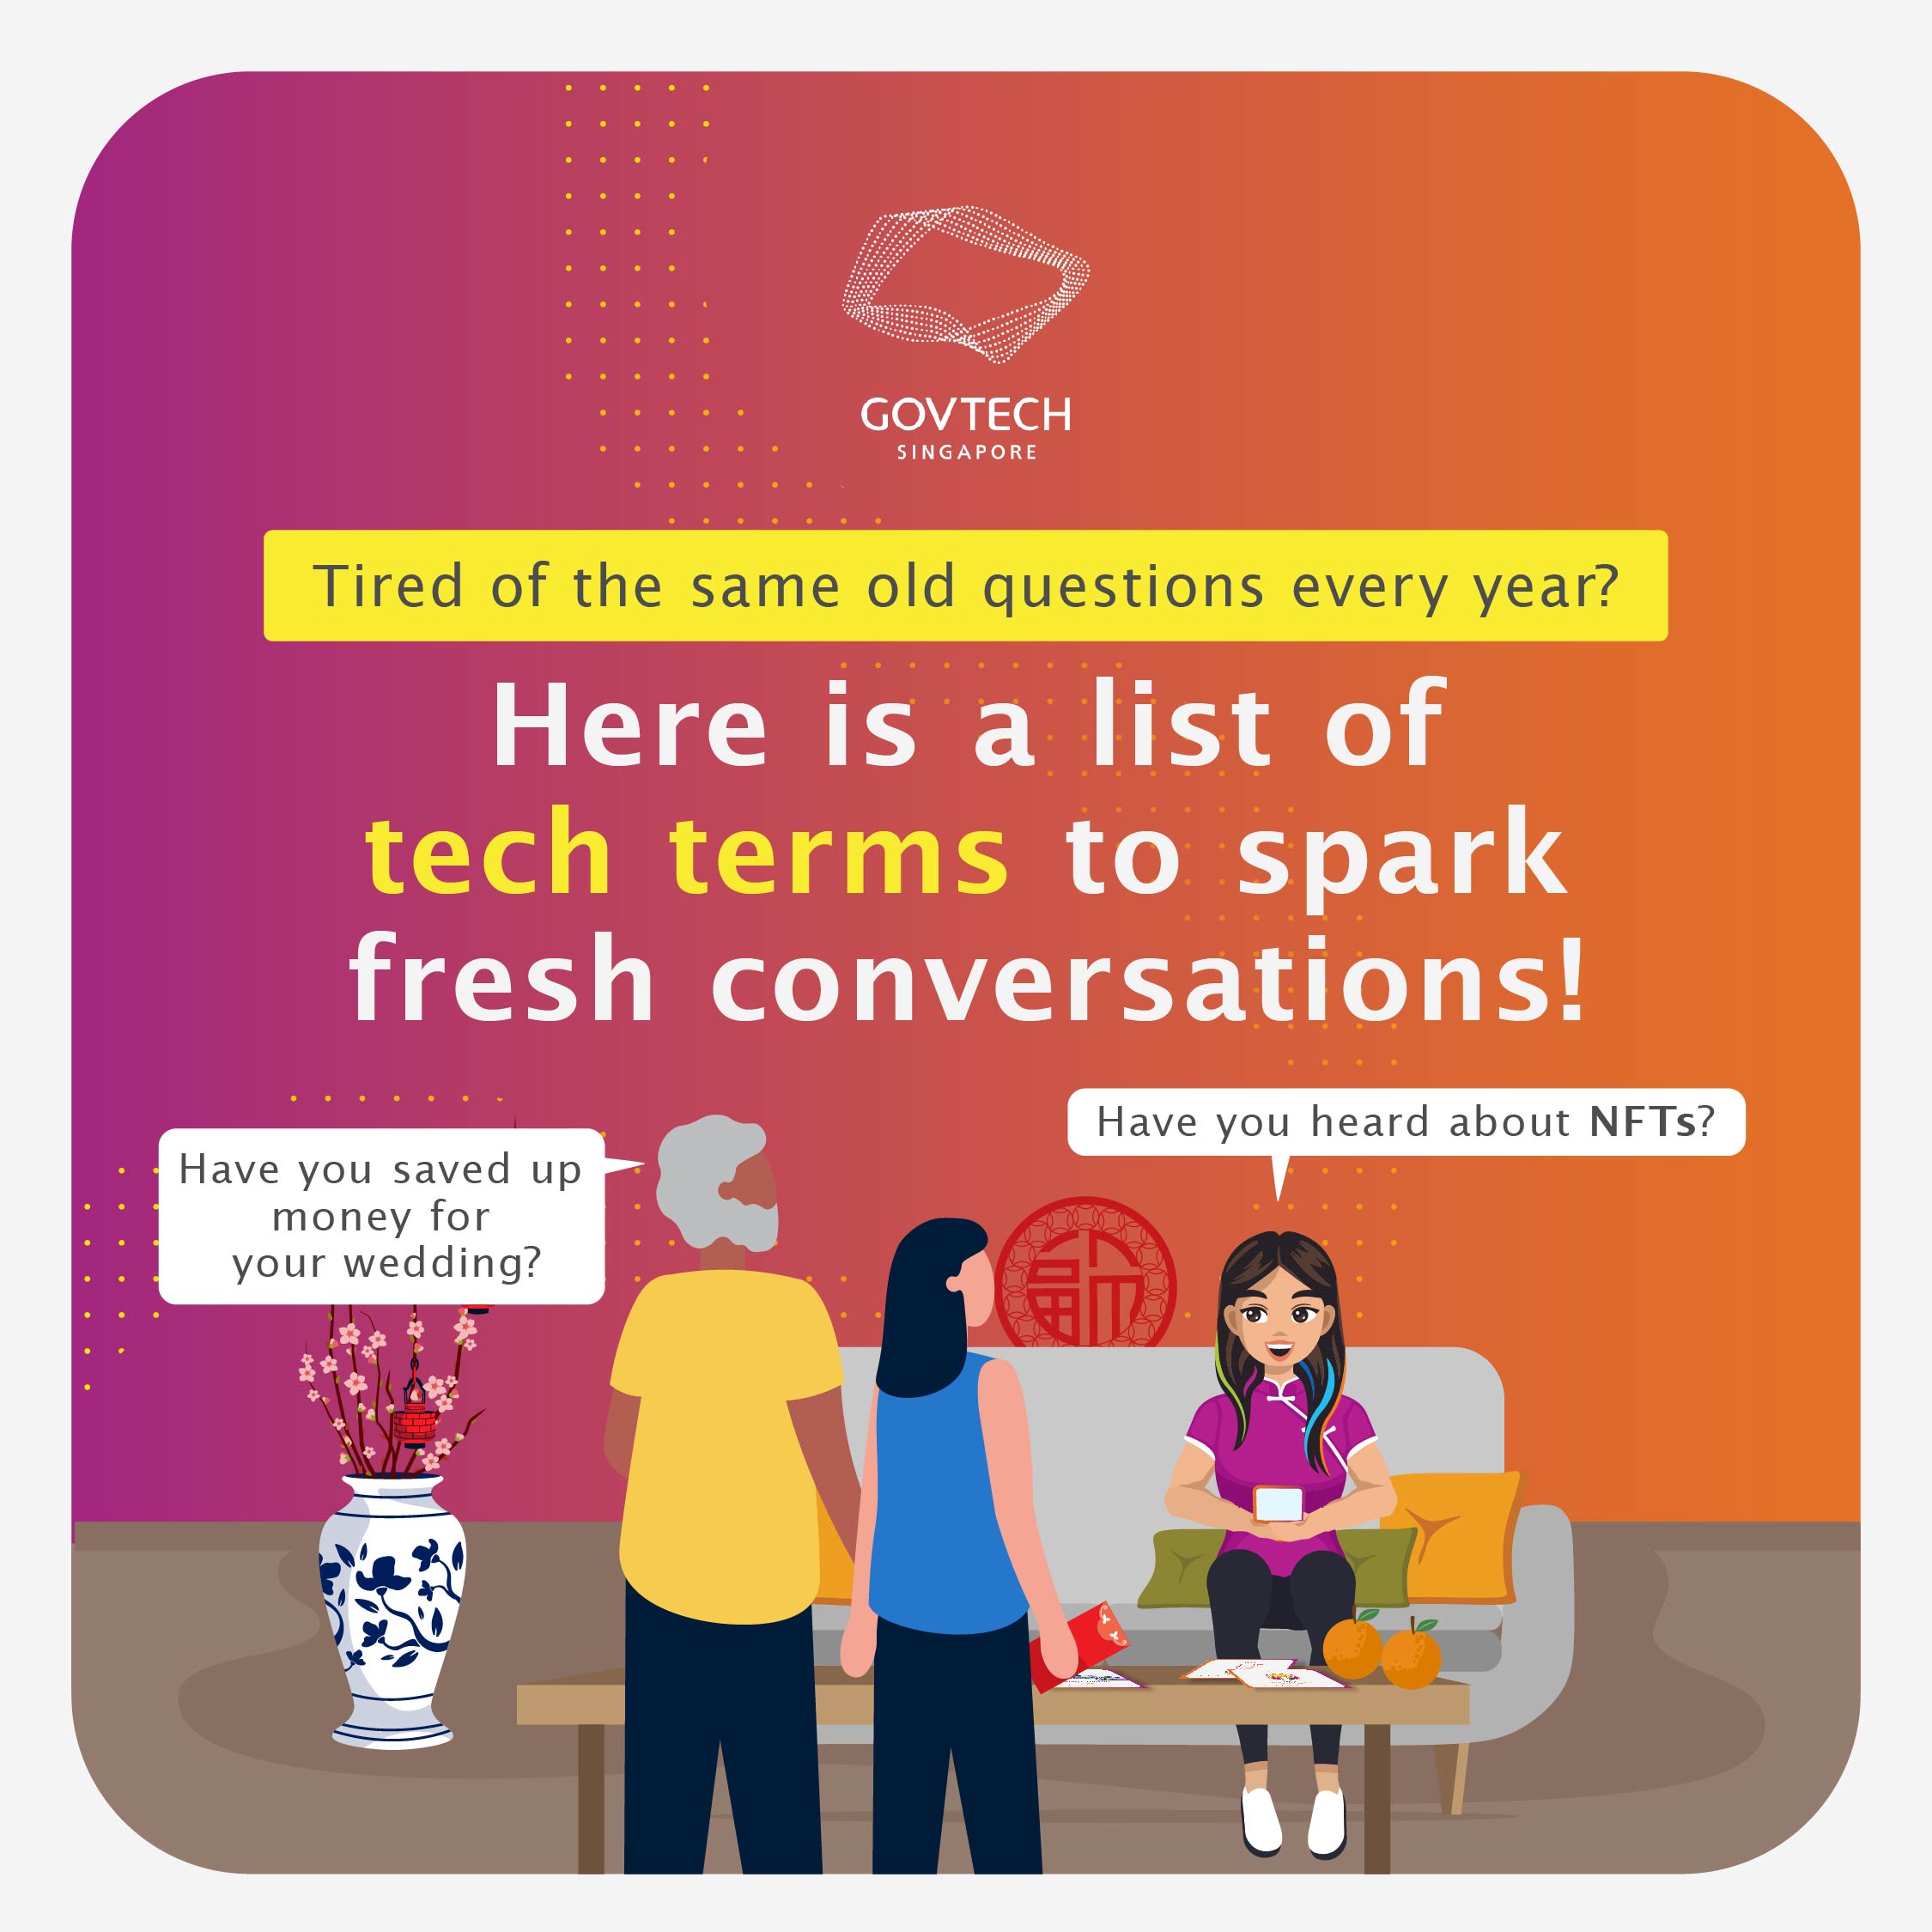 GOVTECH
SINGAPORE
Tired of the same old questions every year?
Here is a list of
tech terms to spark
fresh conversations!
Have you heard about NFTs?
Have you saved up
money for
your wedding?
福